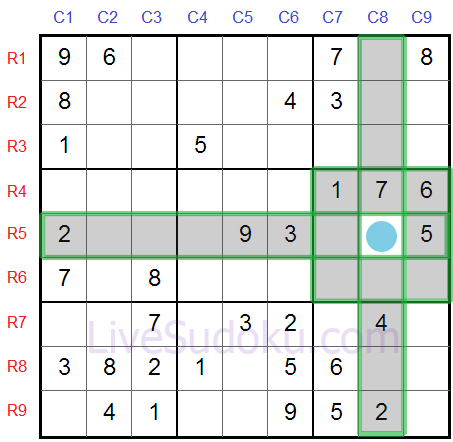 C1 C2 C3 C4 C5 C6 C7 C8 C9
R1 9 6 7 8
R2 8 4 3
R3 1 5
R4 1 7 6
R5 2 9 3 5
R6 7 8
R7 7 3 2 4
LiveSudoku.com
R8 3 8 2 1 5 6
R9 4 1 9 5 2